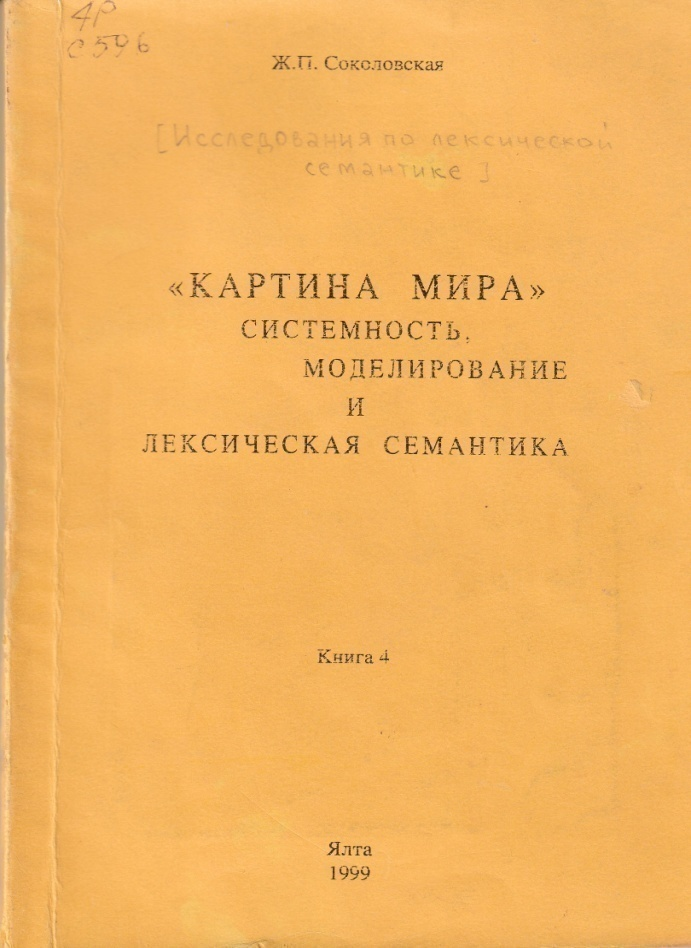 4Р
С596
Ж.П. Соколовская
[Исследования по лексической
семантике]
«КАРТИНА МИРА»
СИСТЕМНОСТЬ,
МОДЕЛИРОВАНИЕ
И
ЛЕКСИЧЕСКАЯ СЕМАНТИКА
Книга 4
Ялта
1999